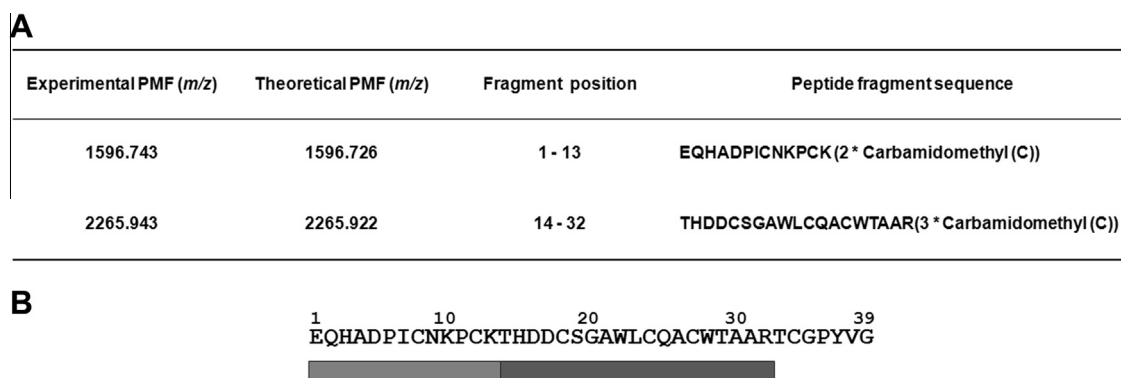 A
Experimental PMF (m/z) Theoretical PMF (m/z) Fragment position Peptide fragment sequence
1596.743 1596.726 1 - 13 EQHADPICNKPCK (2 * Carbamidomethyl (C))
2265.943 2265.922 14 - 32 THDDCSGAWLCQACWTAAR(3 * Carbamidomethyl (C))
B
1 10 20 30 39
EQHADPICNKPCKTHDDCSGAWLCQACWTAARTCGPYVG